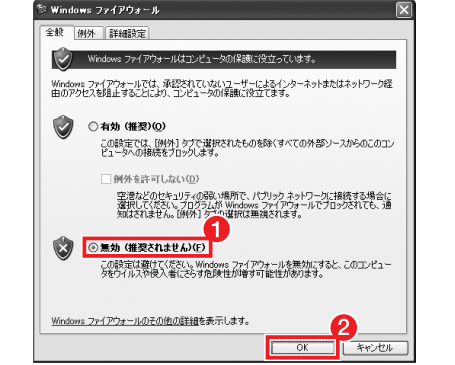 Windows ファイアウォール
全般 例外 詳細設定
Windows ファイアウォールはコンピュータの保護に役立っています。
Windows ファイアウォールでは、承認されていないユーザーによるインターネットまたはネットワーク経
由のアクセスを阻止することにより、コンピュータの保護に役立てます。
有効 (推奨)(O)
この設定では、[例外] タブで選択されたものを除くすべての外部ソースからのこのコン
ピュータへの接続をブロックします。
例外を許可しない(D)
空港などのセキュリティの弱い場所で、パブリック ネットワークに接続する場合に
選択してください。プログラムが Windows ファイアウォールでブロックされても、通
知はされません。[例外] タブの選択は無視されます。
1
無効 (推奨されません)(F)
この設定は避けてください。Windows ファイアウォールを無効にすると、このコンピュー
タをウイルスや侵入者にさらす危険性が増す可能性があります。
Windows ファイアウォールのその他の詳細を表示します。
2
OK キャンセル